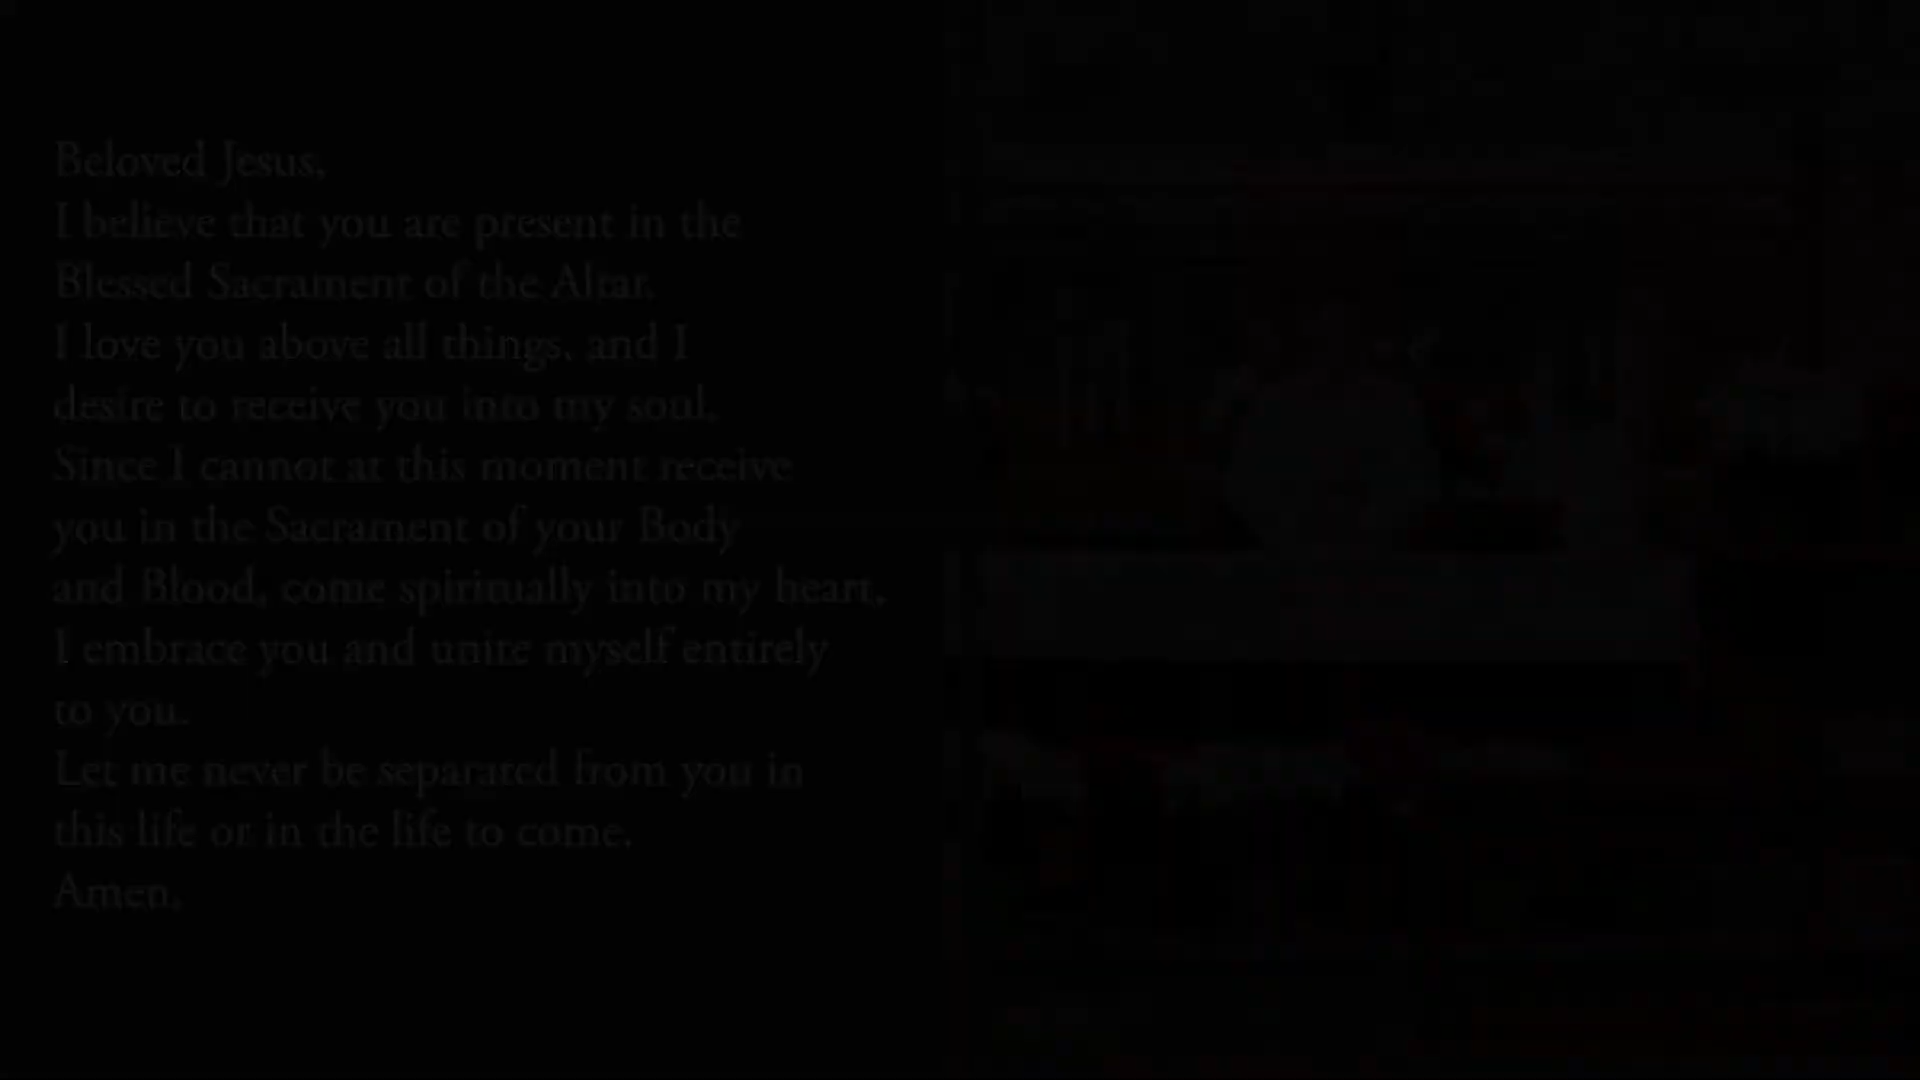 Beloved Jesus,
I believe that you are present in the
Blessed Sacrament of the Altar.
I love you above all things, and I
desire to receive you into my soul.
Since I cannot at this moment receive
you in the Sacrament of your Body
and Blood, come spiritually into my heart.
I embrace you and unite myself entirely
to you.
Let me never be separated from you in
this life or in the life to come.
Amen.